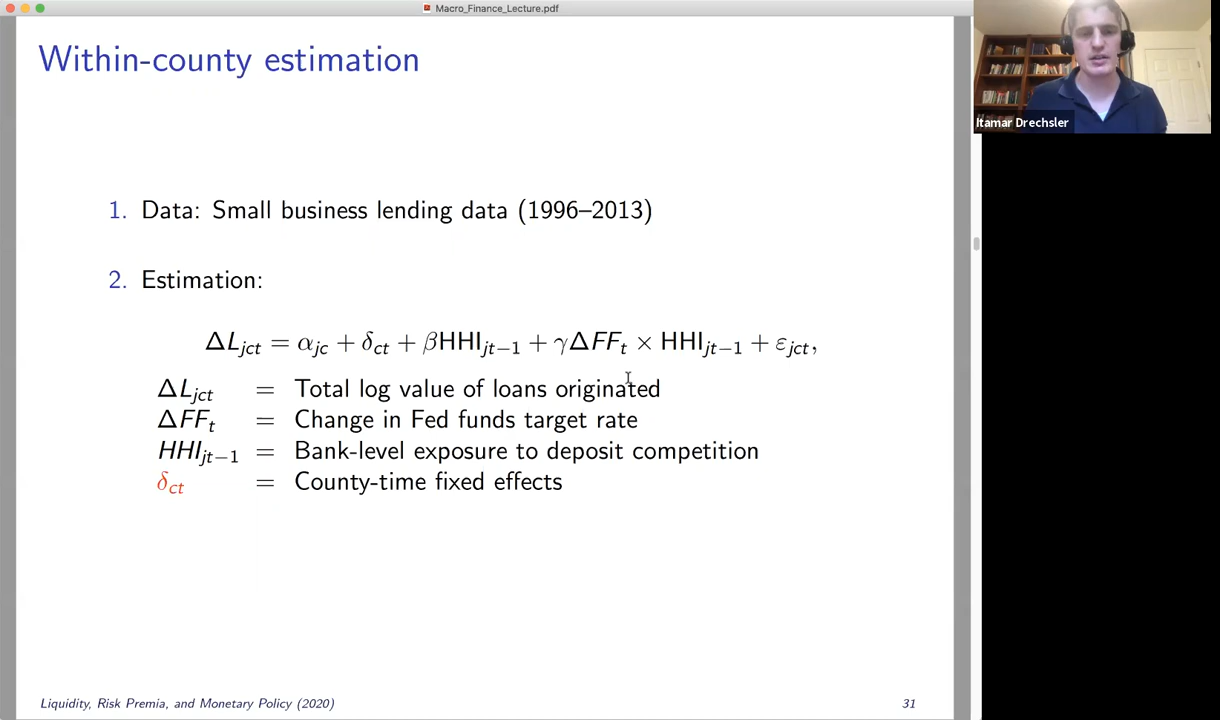 Macro_Finance_Lecture.pdf
Within-county estimation
Itamar Drechsler
1. Data: Small business lending data (1996–2013)
2. Estimation:
ΔL_jct = α_jc + δ_ct + βHHI_jt−1 + γΔFF_t × HHI_jt−1 + ε_jct,
ΔL_jct = Total log value of loans originated
ΔFF_t = Change in Fed funds target rate
HHI_jt−1 = Bank-level exposure to deposit competition
δ_ct = County-time fixed effects
Liquidity, Risk Premia, and Monetary Policy (2020) 31